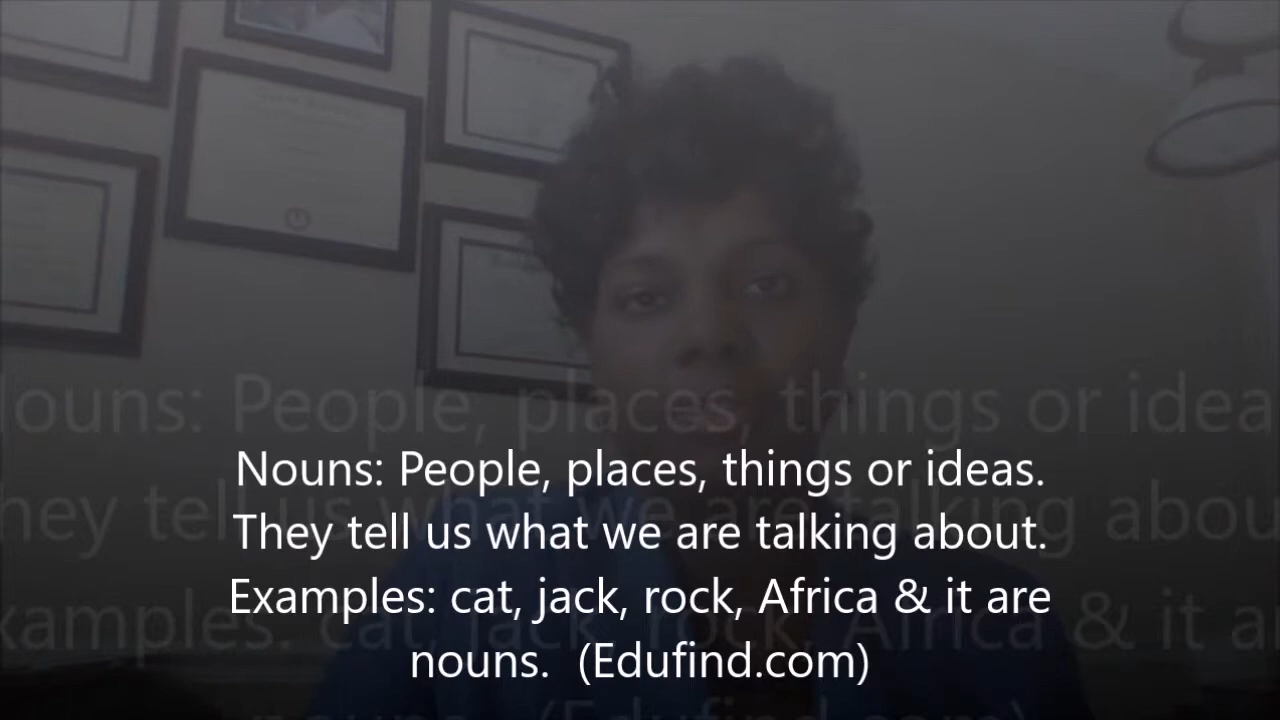 Nouns: People, places, things or ideas.
They tell us what we are talking about.
Examples: cat, jack, rock, Africa & it are
nouns. (Edufind.com)